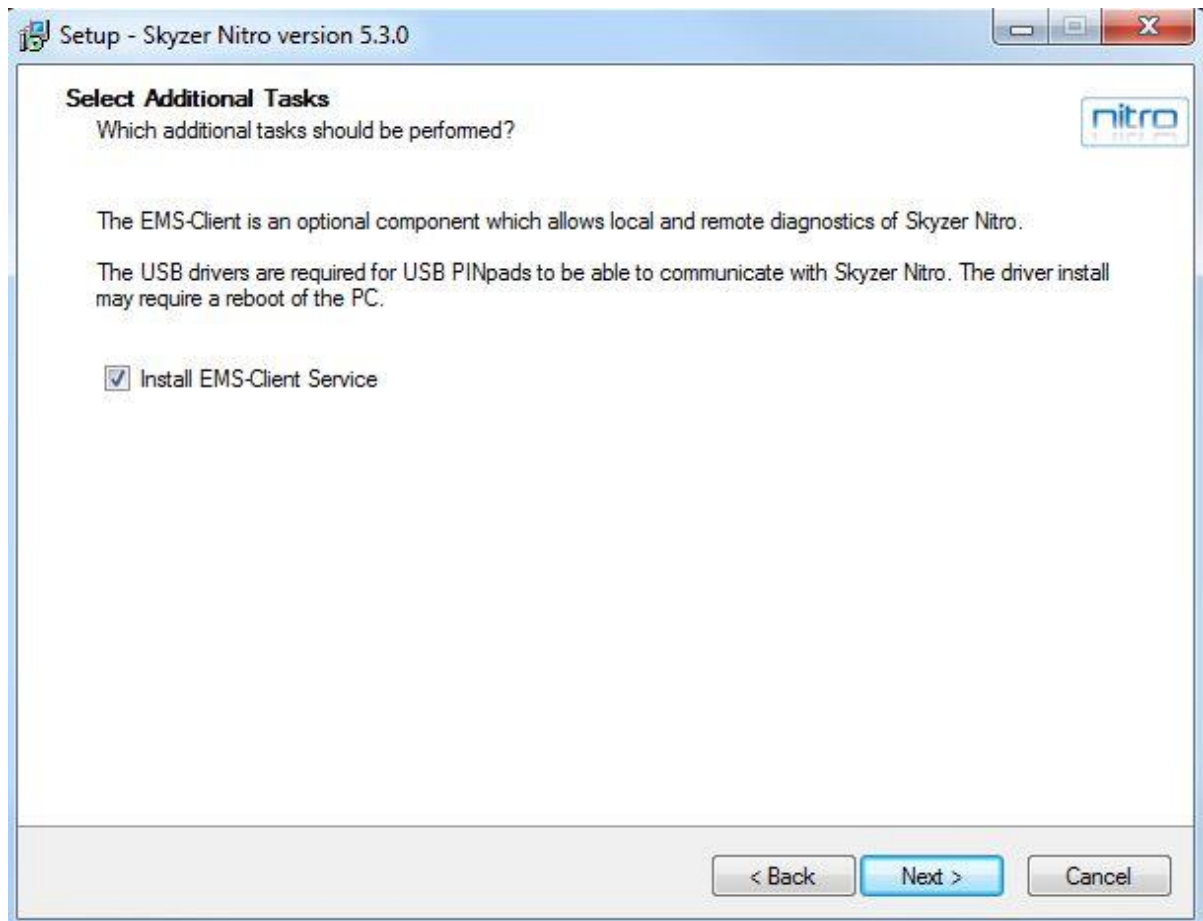 Setup - Skyzer Nitro version 5.3.0
Select Additional Tasks
Which additional tasks should be performed?
nitro
The EMS-Client is an optional component which allows local and remote diagnostics of Skyzer Nitro.
The USB drivers are required for USB PINpads to be able to communicate with Skyzer Nitro. The driver install
may require a reboot of the PC.
Install EMS-Client Service
< Back
Next >
Cancel